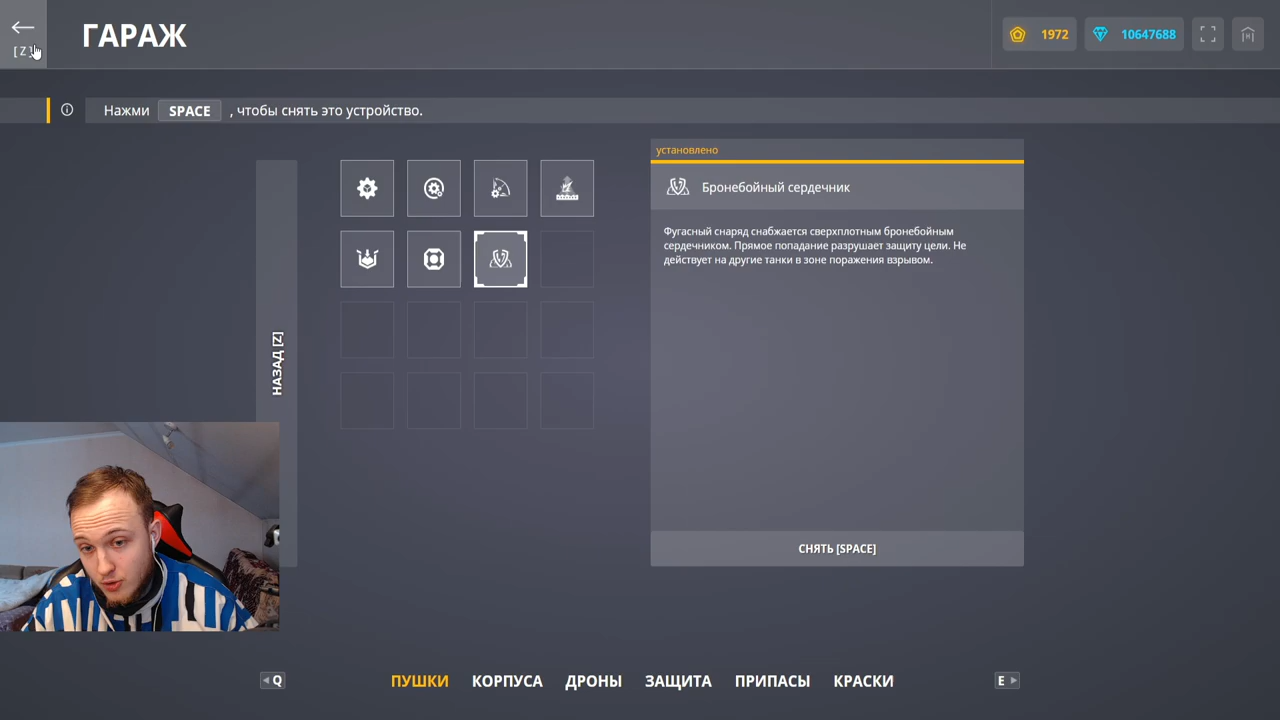 ГАРАЖ
1972
10647688
[Z]
Нажми SPACE , чтобы снять это устройство.
установлено
Бронебойный сердечник
Фугасный снаряд снабжается сверхплотным бронебойным
сердечником. Прямое попадание разрушает защиту цели. Не
действует на другие танки в зоне поражения взрывом.
НАЗАД [Z]
СНЯТЬ [SPACE]
Q ПУШКИ КОРПУСА ДРОНЫ ЗАЩИТА ПРИПАСЫ КРАСКИ E